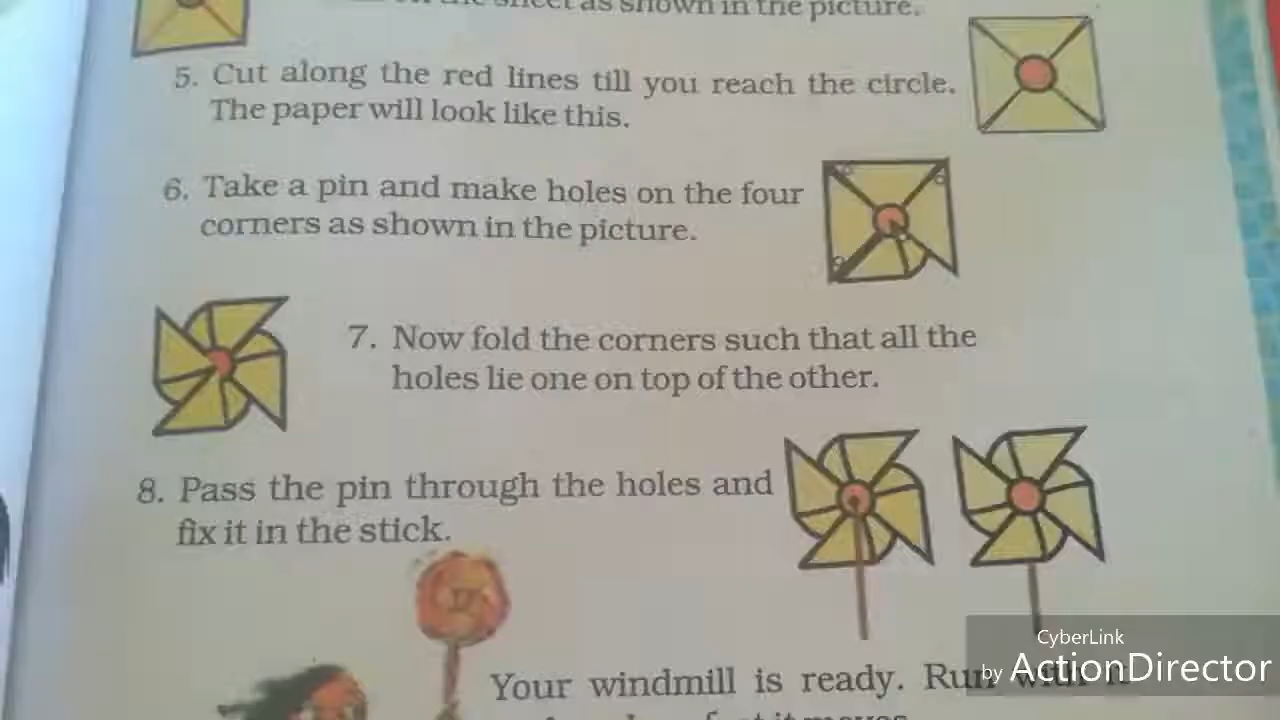 the sheet as shown in the picture.
5. Cut along the red lines till you reach the circle.
The paper will look like this.
6. Take a pin and make holes on the four
corners as shown in the picture.
7. Now fold the corners such that all the
holes lie one on top of the other.
8. Pass the pin through the holes and
fix it in the stick.
Your windmill is ready. Run with it
it moves
CyberLink
by ActionDirector